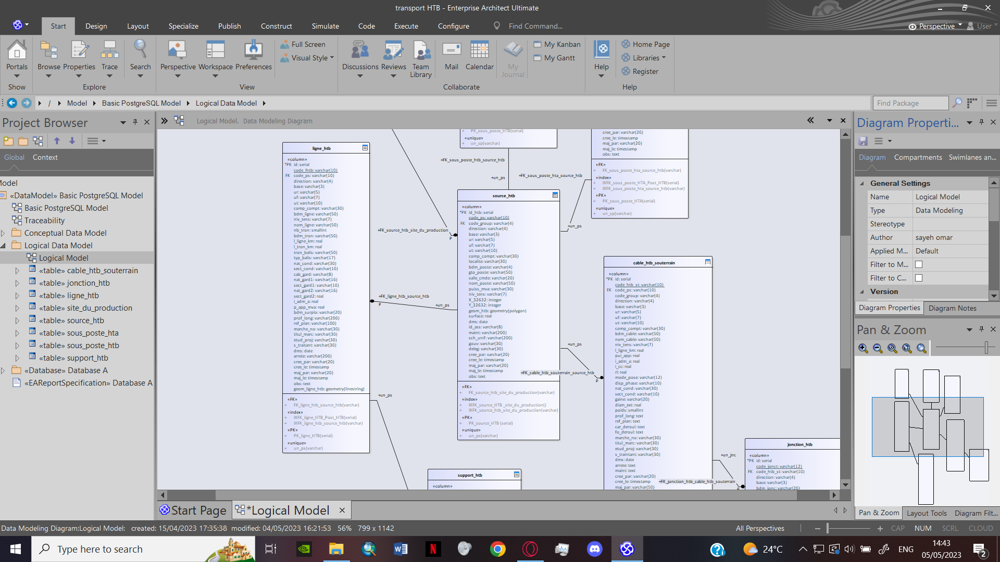 transport HTB - Enterprise Architect Ultimate
Start Design Layout Specialize Publish Construct Simulate Code Execute Configure Find Command... Perspective User
Portals Browse Properties Trace Search Perspective Workspace Preferences Full Screen Visual Style Discussions Reviews Team Library Mail Calendar My Journal My Kanban My Gantt Help Home Page Libraries Register
Show Explore View Collaborate Help
/ Model Basic PostgreSQL Model Logical Data Model Find Package
Project Browser
Global Context
Model
«DataModel» Basic PostgreSQL Model
Basic PostgreSQL Model
Traceability
Conceptual Data Model
Logical Data Model
Logical Model
«table» cable_htb_souterrain
«table» jonction_htb
«table» ligne_htb
«table» site_du_production
«table» source_htb
«table» sous_poste_hta
«table» sous_poste_htb
«table» support_htb
«Database» Database A
«EAReportSpecification» Database A
Logical Model. Data Modeling Diagram
ligne_htb
«column»
*PK id: serial
code_lhtb: varchar(10)
FK code_ps: varchar(10)
direction: varchar(4)
base: varchar(3)
ur: varchar(5)
uf: varchar(7)
ut: varchar(10)
comp_compt: varchar(30)
bdm_ligne: varchar(50)
niv_tens: varchar(7)
nom_ligne: varchar(50)
nb_tron: smallint
bdm_tron: varchar(50)
l_ligne_km: real
l_tron_km: real
tron_balis: varchar(50)
typ_balis: varchar(17)
nat_cond: varchar(30)
sect_cond: varchar(10)
cab_gard: varchar(8)
nat_gard1: varchar(16)
sect_gard1: varchar(10)
nat_gard2: varchar(16)
sect_gard2: real
i_adm_a: real
p_app_mva: real
bdm_surplo: varchar(20)
prof_long: varchar(200)
ref_plan: varchar(100)
marche_no: varchar(30)
titul_marc: varchar(30)
etud_proj: varchar(30)
s_traitant: varchar(30)
dms: date
arrete: varchar(200)
cree_par: varchar(20)
cree_le: timestamp
maj_par: varchar(20)
maj_le: timestamp
obs: text
geom_ligne_htb: geometry(linestring)
«FK»
+ FK_ligne_htb_source_htb(varchar)
«index»
+ IXFK_ligne_HTB_Post_HTB(serial)
+ IXFK_ligne_htb_source_htb(varchar)
«PK»
+ PK_ligne_HTB(serial)
«unique»
+ un_ps(varchar)
+ PK_sous_poste_HTB(serial)
«unique»
+ un_sp(varchar)
+FK_sous_poste_htb_source_htb
+un_ps
+FK_sous_poste_hta_source_htb
+un_ps
+FK_source_htb_site_du_production
P
+FK_ligne_htb_source_htb
P
+un_ps
+un_ps
+FK_cable_htb_souterrain_source_htb
P
+un_ps
source_htb
«column»
*PK id_htb: serial
code_ps: varchar(10)
FK code_group: varchar(4)
direction: varchar(4)
base: varchar(3)
ur: varchar(5)
uf: varchar(7)
ut: varchar(10)
comp_compt: varchar(30)
localite: varchar(30)
bdm_poste: varchar(4)
gto_poste: varchar(50)
salle_cmde: varchar(20)
nom_poste: varchar(50)
puiss_mva: varchar(30)
niv_tens: varchar(7)
X_32632: integer
Y_32632: integer
geom_htb: geometry(polygon)
surface: real
dms: date
id_ass: varchar(8)
maint: varchar(200)
sch_unif: varchar(200)
gouv: varchar(30)
deleg: varchar(30)
cree_par: varchar(20)
cree_le: timestamp
maj_par: varchar(20)
maj_le: timestamp
obs: text
«FK»
+ FK_source_htb_site_du_production(varchar)
«index»
+ IXFK_source_HTB _site_du_production()
+ IXFK_source_htb_site_du_production(varchar)
«PK»
+ PK_source_HTB (serial)
«unique»
+ un_ps(varchar)
cree_par: varchar(20)
cree_le: timestamp
maj_par: varchar(20)
maj_le: timestamp
obs: text
«FK»
+ FK_sous_poste_hta_source_htb(varchar)
«index»
+ IXFK_sous_poste_HTA_Post_HTB(serial)
+ IXFK_sous_poste_hta_source_htb(varchar)
«PK»
+ PK_sous_poste_HTA(serial)
«unique»
+ un_sp(varchar)
cable_htb_souterrain
«column»
*PK id: serial
code_htb_st: varchar(10)
FK code_ps: varchar(10)
code_group: varchar(4)
direction: varchar(4)
base: varchar(3)
ur: varchar(5)
uf: varchar(7)
ut: varchar(10)
comp_compt: varchar(30)
bdm_cable: varchar(50)
nom_cable: varchar(50)
niv_tens: varchar(7)
l_ligne_km: real
pui_app: real
i_adm_a: real
i_cc: real
rl: real
mode_pose: varchar(12)
disp_phase: varchar(10)
nat_cond: varchar(30)
sect_cond: varchar(10)
gaine: varchar(20)
diam_ext: real
poids: smallint
prof_long: text
ref_plan: text
car_deroul: text
fo_deroul: text
marche_no: varchar(30)
titul_marc: varchar(30)
etud_proj: varchar(30)
s_traintant: varchar(30)
dms: date
arrete: text
maint: text
cree_par: varchar(20)
cree_le: timestamp
maj_par: varchar(50)
+un_jnc
+FK_jonction_htb_cable_htb_souterrain
jonction_htb
«column»
*PK id: serial
code_jonct: varchar(12)
FK code_htb_st: varchar(10)
direction: varchar(4)
base: varchar(3)
bdm_jonc: varchar(20)
support_htb
«column»
Start Page *Logical Model
Diagram Properti...
Diagram Compartments Swimlanes an...
General Settings
Name Logical Model
Type Data Modeling
Stereotype
Author sayeh omar
Applied M... Default
Filter to M...
Filter to C...
Version
Diagram Properties Diagram Notes
Pan & Zoom
Pan & Zoom Layout Tools Diagram Filt...
Data Modeling Diagram:Logical Model: created: 15/04/2023 17:35:38 modified: 04/05/2023 16:21:53 56% 799 x 1142 All Perspectives CAP NUM SCRL CLOUD
Type here to search 24°C ENG 14:43
05/05/2023
2